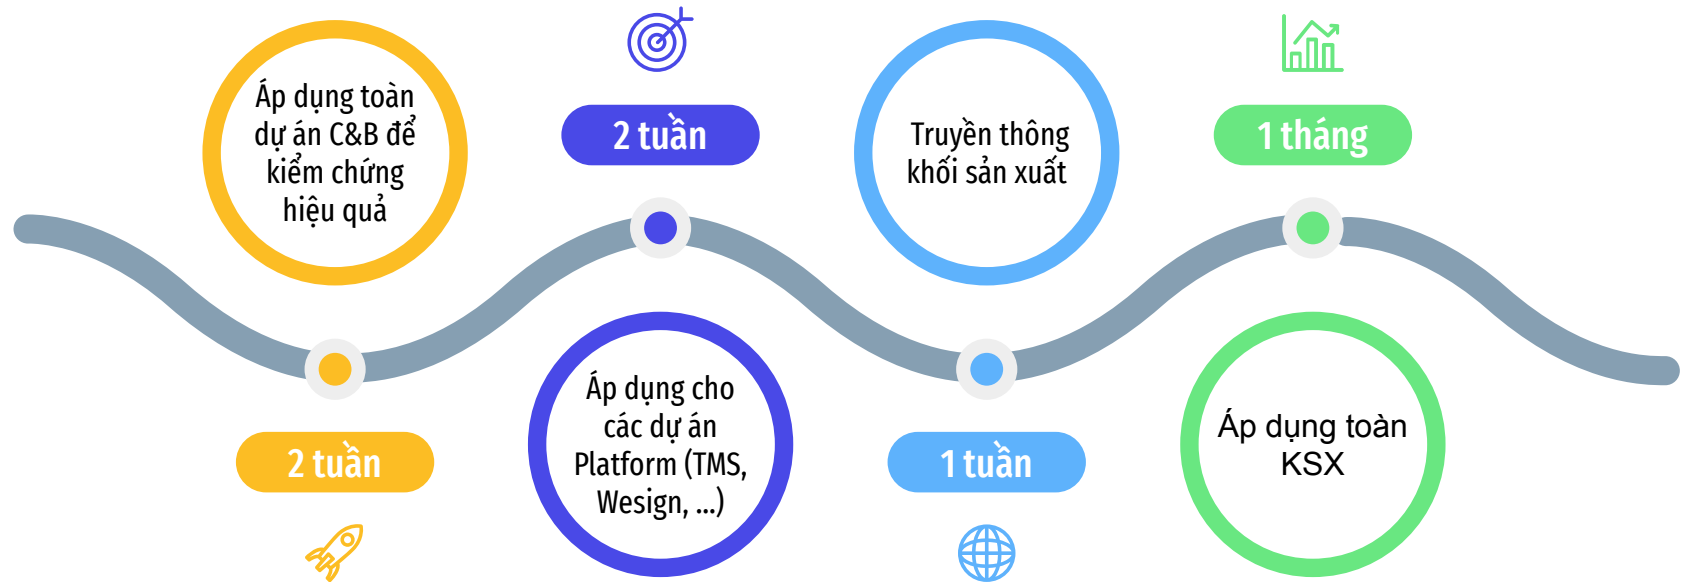 Áp dụng toàn
dự án C&B để
kiểm chứng
hiệu quả
2 tuần
2 tuần
Áp dụng cho
các dự án
Platform (TMS,
Wesign, ...)
Truyền thông
khối sản xuất
1 tuần
1 tháng
Áp dụng toàn
KSX